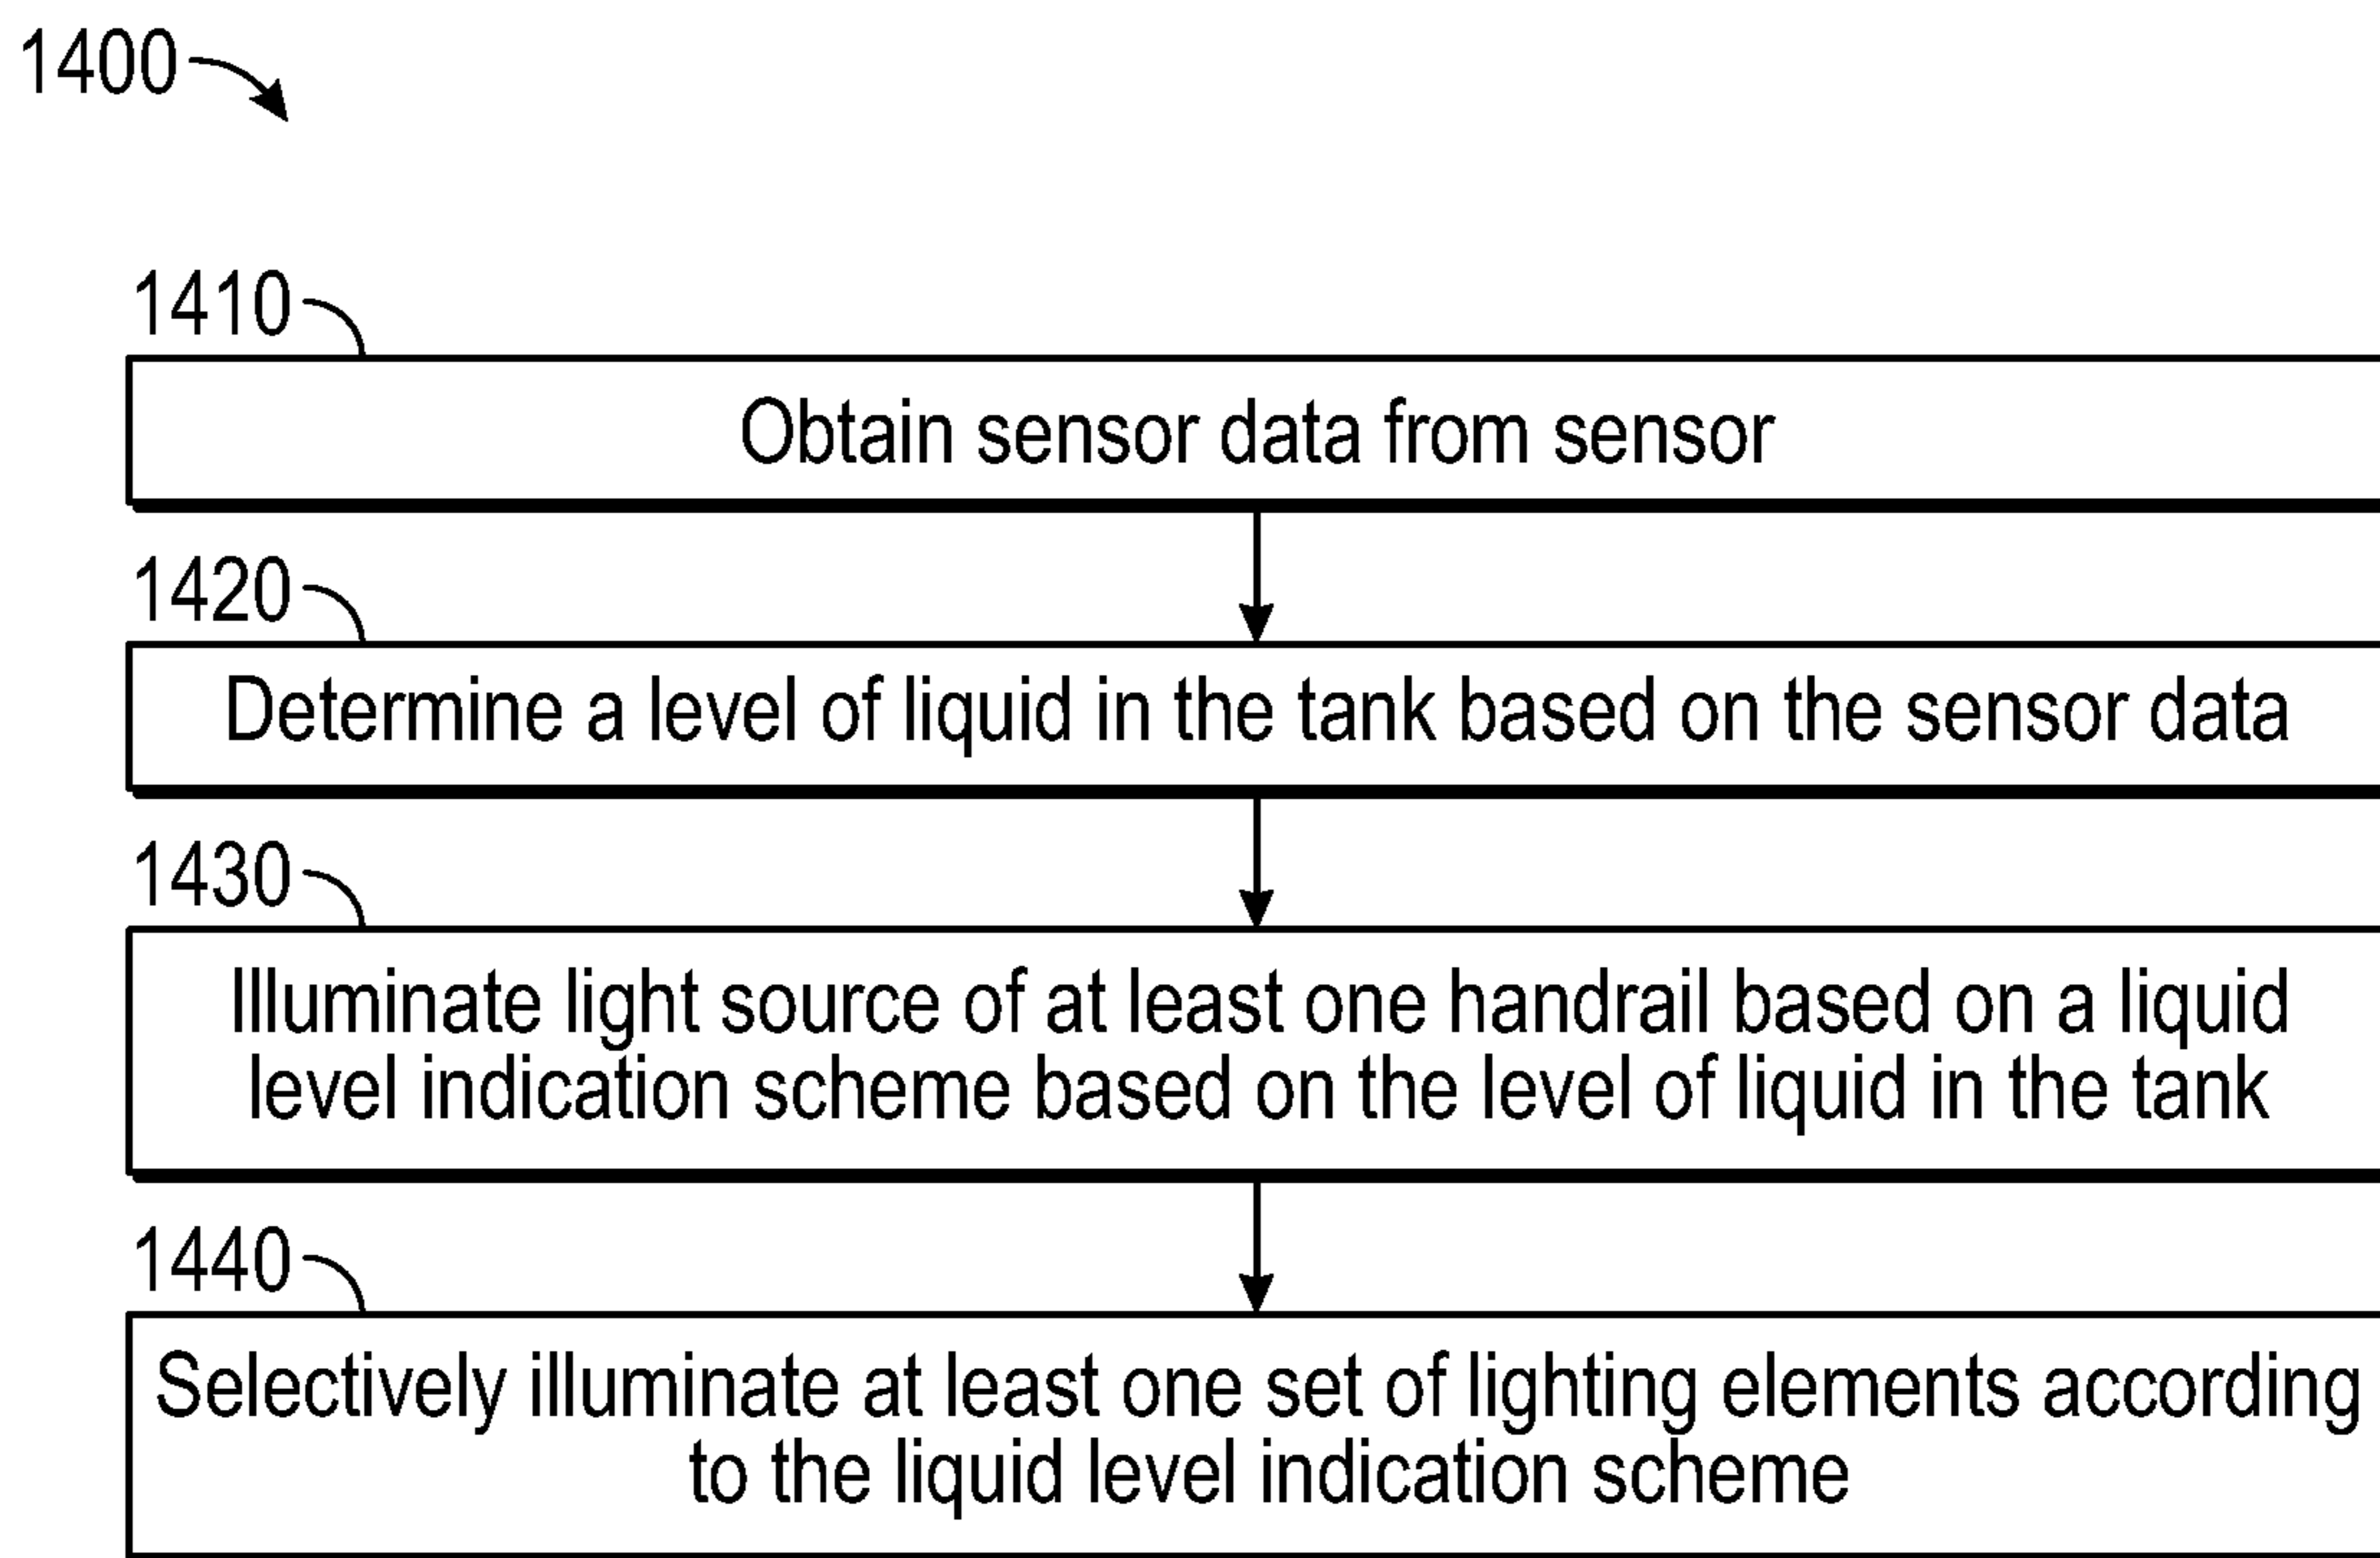 1400
1410
Obtain sensor data from sensor
1420
Determine a level of liquid in the tank based on the sensor data
1430
Illuminate light source of at least one handrail based on a liquid
level indication scheme based on the level of liquid in the tank
1440
Selectively illuminate at least one set of lighting elements according
to the liquid level indication scheme